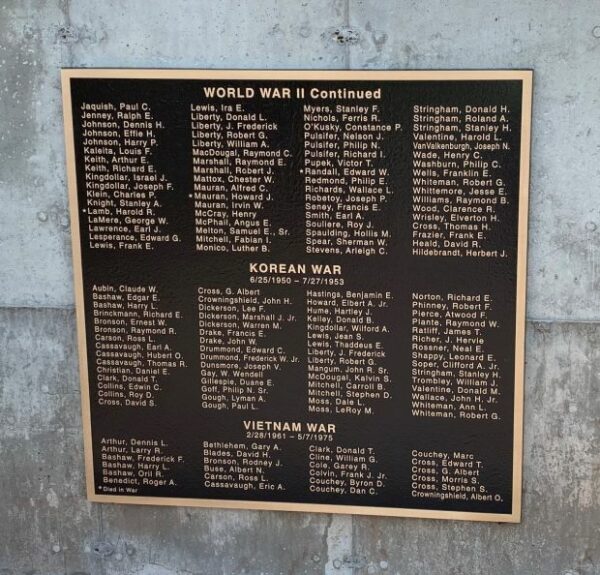 WORLD WAR II Continued
Jaquish, Paul C.
Jenney, Ralph E.
Johnson, Dennis H.
Johnson, Effie H.
Johnson, Harry P.
Kaleita, Louis F.
Keith, Arthur E.
Keith, Richard E.
Kingdollar, Israel J.
Kingdollar, Joseph F.
Klein, Charles P.
Knight, Stanley A.
*Lamb, Harold R.
LaMere, George W.
Lawrence, Earl J.
Lesperance, Edward G.
Lewis, Frank E.
Lewis, Ira E.
Liberty, Donald L.
Liberty, J. Frederick
Liberty, Robert G.
Liberty, William A.
MacDougal, Raymond C.
Marshall, Raymond E.
Marshall, Robert J.
Mattox, Chester W.
Mauran, Alfred C.
*Mauran, Howard J.
Mauran, Irvin W.
McCray, Henry
McPhail, Angus E.
Melton, Samuel E., Sr.
Mitchell, Fabian I.
Monico, Luther B.
Myers, Stanley F.
Nichols, Ferris R.
O'Kusky, Constance P.
Pulsifer, Nelson J.
Pulsifer, Philip N.
Pulsifer, Richard I.
Pupek, Victor T.
*Randall, Edward W.
Redmond, Philip E.
Richards, Wallace L.
Robetoy, Joseph P.
Seney, Francis E.
Smith, Earl A.
Souliere, Roy J.
Spaulding, Hollis M.
Spear, Sherman W.
Stevens, Arleigh C.
Stringham, Donald H.
Stringham, Roland A.
Stringham, Stanley H.
Valentine, Harold L.
VanValkenburgh, Joseph N.
Wade, Henry C.
Washburn, Philip C.
Wells, Franklin E.
Whiteman, Robert G.
Whittemore, Jesse E.
Williams, Raymond B.
Wood, Clarence R.
Wrisley, Elverton H.
Cross, Thomas H.
Frazier, Frank E.
Heald, David R.
Hildebrandt, Herbert J.
KOREAN WAR
6/25/1950 - 7/27/1953
Aubin, Claude W.
Bashaw, Edgar E.
Bashaw, Harry L.
Brinckmann, Richard E.
Bronson, Ernest W.
Bronson, Raymond R.
Carson, Ross L.
Cassavaugh, Earl A.
Cassavaugh, Hubert O.
Cassavaugh, Thomas R.
Christian, Daniel E.
Clark, Donald T.
Collins, Edwin C.
Collins, Roy D.
Cross, David S.
Cross, G. Albert
Crowningshield, John H.
Dickerson, Lee F.
Dickerson, Marshall J. Jr.
Dickerson, Warren M.
Drake, Francis E.
Drake, John W.
Drummond, Edward C.
Drummond, Frederick W. Jr.
Dunsmore, Joseph V.
Gay, W. Wendell
Gillespie, Duane E.
Goff, Philip N. Sr.
Gough, Lyman A.
Gough, Paul L.
Hastings, Benjamin E.
Howard, Elbert A. Jr.
Hume, Hartley J.
Kelley, Donald B.
Kingdollar, Wilford A.
Lewis, Jean S.
Lewis, Thaddeus E.
Liberty, J. Frederick
Liberty, Robert G.
Mangum, John R. Sr.
McDougal, Kalvin S.
Mitchell, Carroll B.
Mitchell, Stephen D.
Moss, Dale L.
Moss, LeRoy M.
Norton, Richard E.
Phinney, Robert F.
Pierce, Atwood F.
Plante, Raymond W.
Ratliff, James T.
Richer, J. Hervie
Rossner, Neal E.
Shappy, Leonard E.
Soper, Clifford A. Jr.
Stringham, Stanley H.
Trombley, William J.
Valentine, Donald M.
Wallace, John H. Jr.
Whiteman, Ann L.
Whiteman, Robert G.
VIETNAM WAR
2/28/1961 - 5/7/1975
Arthur, Dennis L.
Arthur, Larry R.
Bashaw, Frederick F.
Bashaw, Harry L.
Bashaw, Orll R.
Benedict, Roger A.
Bethlehem, Gary A.
Blades, David H.
Bronson, Rodney J.
Buse, Albert N.
Carson, Ross L.
Cassavaugh, Eric A.
Clark, Donald T.
Cline, William G.
Cole, Garey R.
Colvin, Frank J. Jr.
Couchey, Byron D.
Couchey, Dan C.
Couchey, Marc
Cross, Edward T.
Cross, G. Albert
Cross, Morris S.
Cross, Stephen S.
Crowningshield, Albert O.
*Died in War